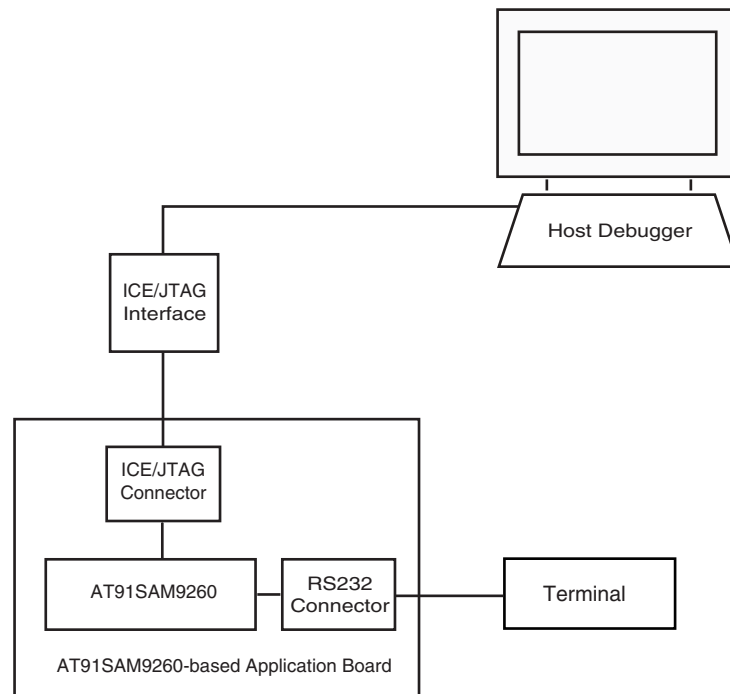 Host Debugger
ICE/JTAG
Interface
ICE/JTAG
Connector
AT91SAM9260
RS232
Connector
Terminal
AT91SAM9260-based Application Board